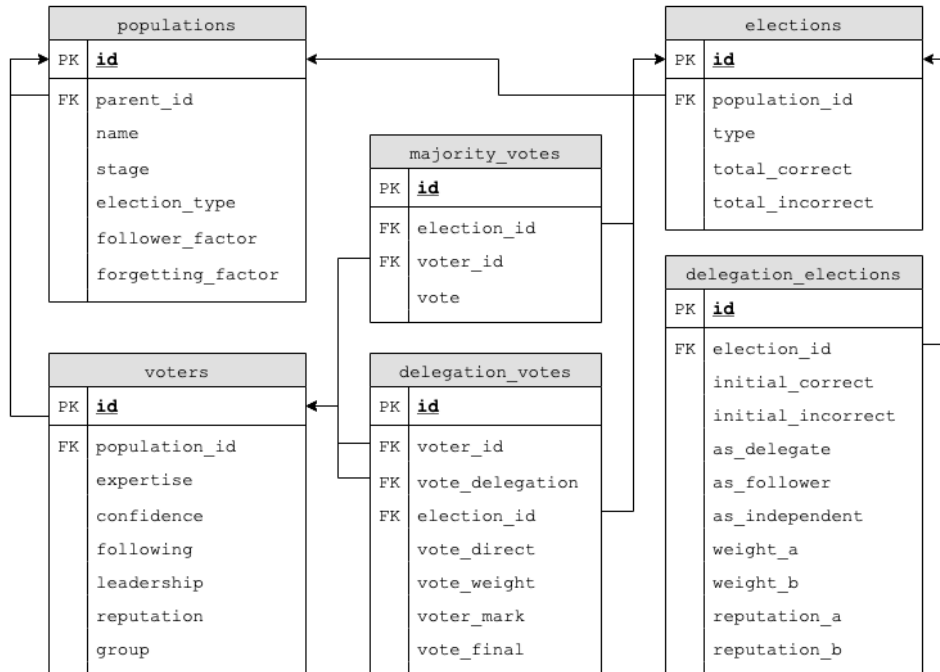 populations
PK id
FK parent_id
name
stage
election_type
follower_factor
forgetting_factor
elections
PK id
FK population_id
type
total_correct
total_incorrect
majority_votes
PK id
FK election_id
FK voter_id
vote
voters
PK id
FK population_id
expertise
confidence
following
leadership
reputation
group
delegation_votes
PK id
FK voter_id
FK vote_delegation
FK election_id
vote_direct
vote_weight
voter_mark
vote_final
delegation_elections
PK id
FK election_id
initial_correct
initial_incorrect
as_delegate
as_follower
as_independent
weight_a
weight_b
reputation_a
reputation_b